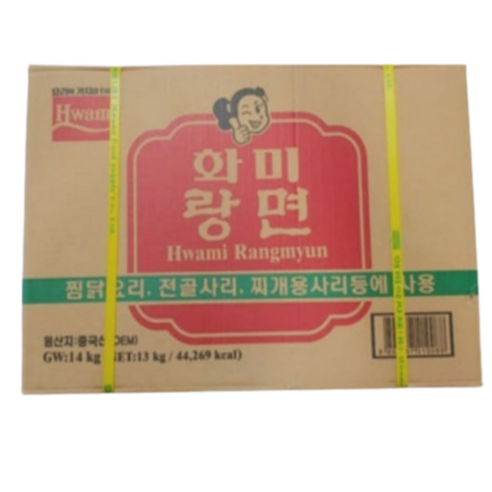 Hwami
화미
랑면
Hwami Rangmyun
찜닭요리. 전골사리. 찌개용사리등에 사용
원산지:중국산(OEM)
GW:14 kg (NET:13 kg / 44,269 kcal)